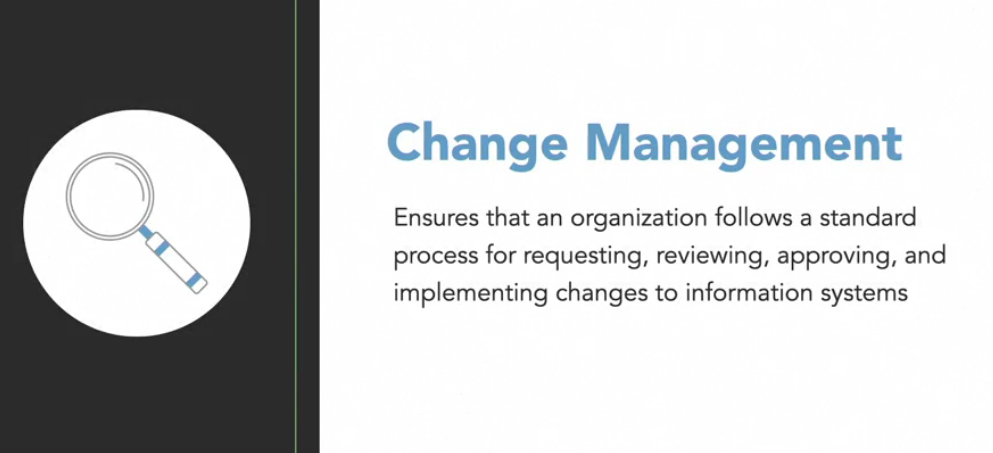 Change Management
Ensures that an organization follows a standard
process for requesting, reviewing, approving, and
implementing changes to information systems